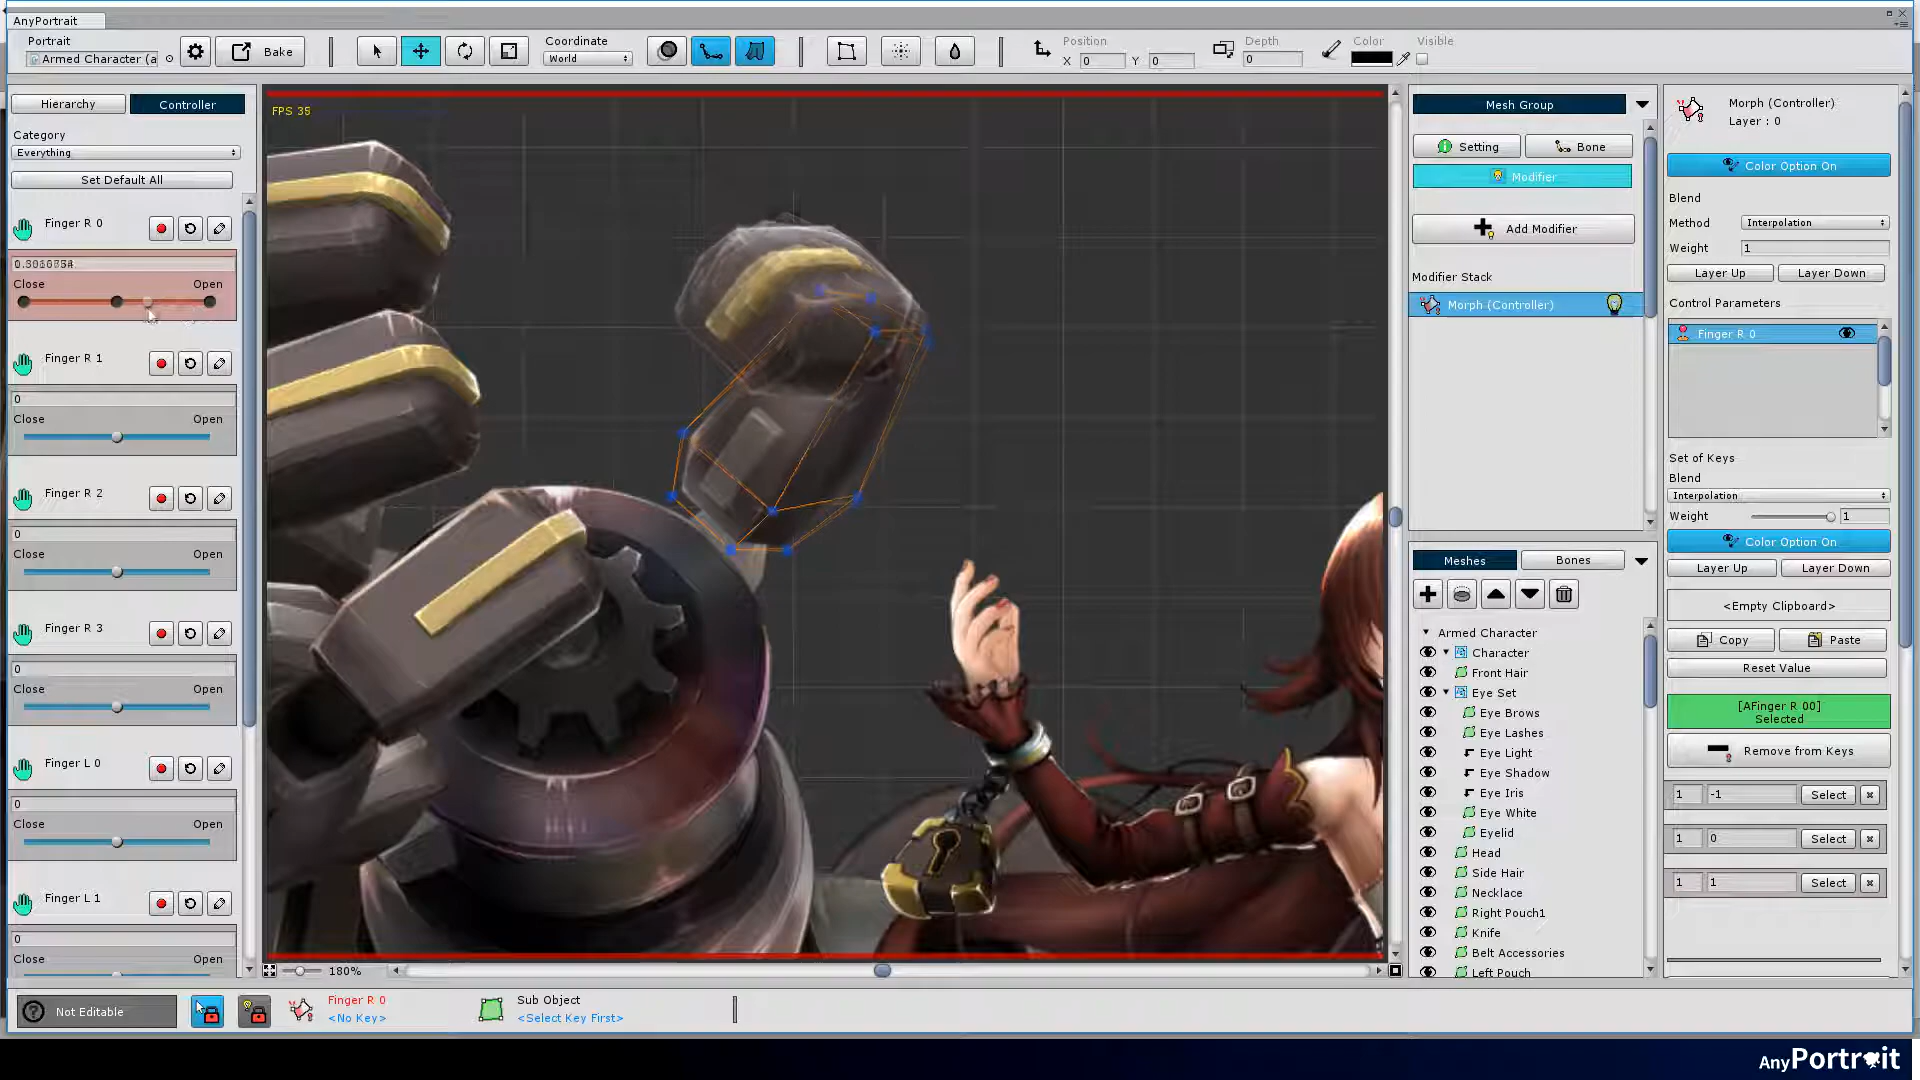 AnyPortrait
Portrait
Armed Character (a
Bake
Coordinate
World
Position
X 0 Y 0
Depth
0
Color
Visible
Hierarchy
Controller
Category
Everything
Set Default All
Finger R 0
Close Open
Finger R 1
0
Close Open
Finger R 2
0
Close Open
Finger R 3
0
Close Open
Finger L 0
0
Close Open
Finger L 1
0
Close Open
FPS 35
180%
Mesh Group
Setting
Bone
Modifier
Add Modifier
Modifier Stack
Morph (Controller)
Meshes
Bones
Armed Character
Character
Front Hair
Eye Set
Eye Brows
Eye Lashes
Eye Light
Eye Shadow
Eye Iris
Eye White
Eyelid
Head
Side Hair
Necklace
Right Pouch1
Knife
Belt Accessories
Left Pouch
Morph (Controller)
Layer : 0
Color Option On
Blend
Method Interpolation
Weight 1
Layer Up Layer Down
Control Parameters
Finger R 0
Set of Keys
Blend
Interpolation
Weight 1
Color Option On
Layer Up Layer Down
<Empty Clipboard>
Copy Paste
Reset Value
[AFinger R 00]
Selected
Remove from Keys
1 -1 Select
1 0 Select
1 1 Select
Not Editable
Finger R 0
<No Key>
Sub Object
<Select Key First>
AnyPortrait